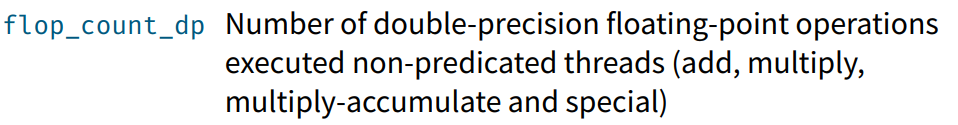 flop_count_dp Number of double-precision floating-point operations
executed non-predicated threads (add, multiply,
multiply-accumulate and special)